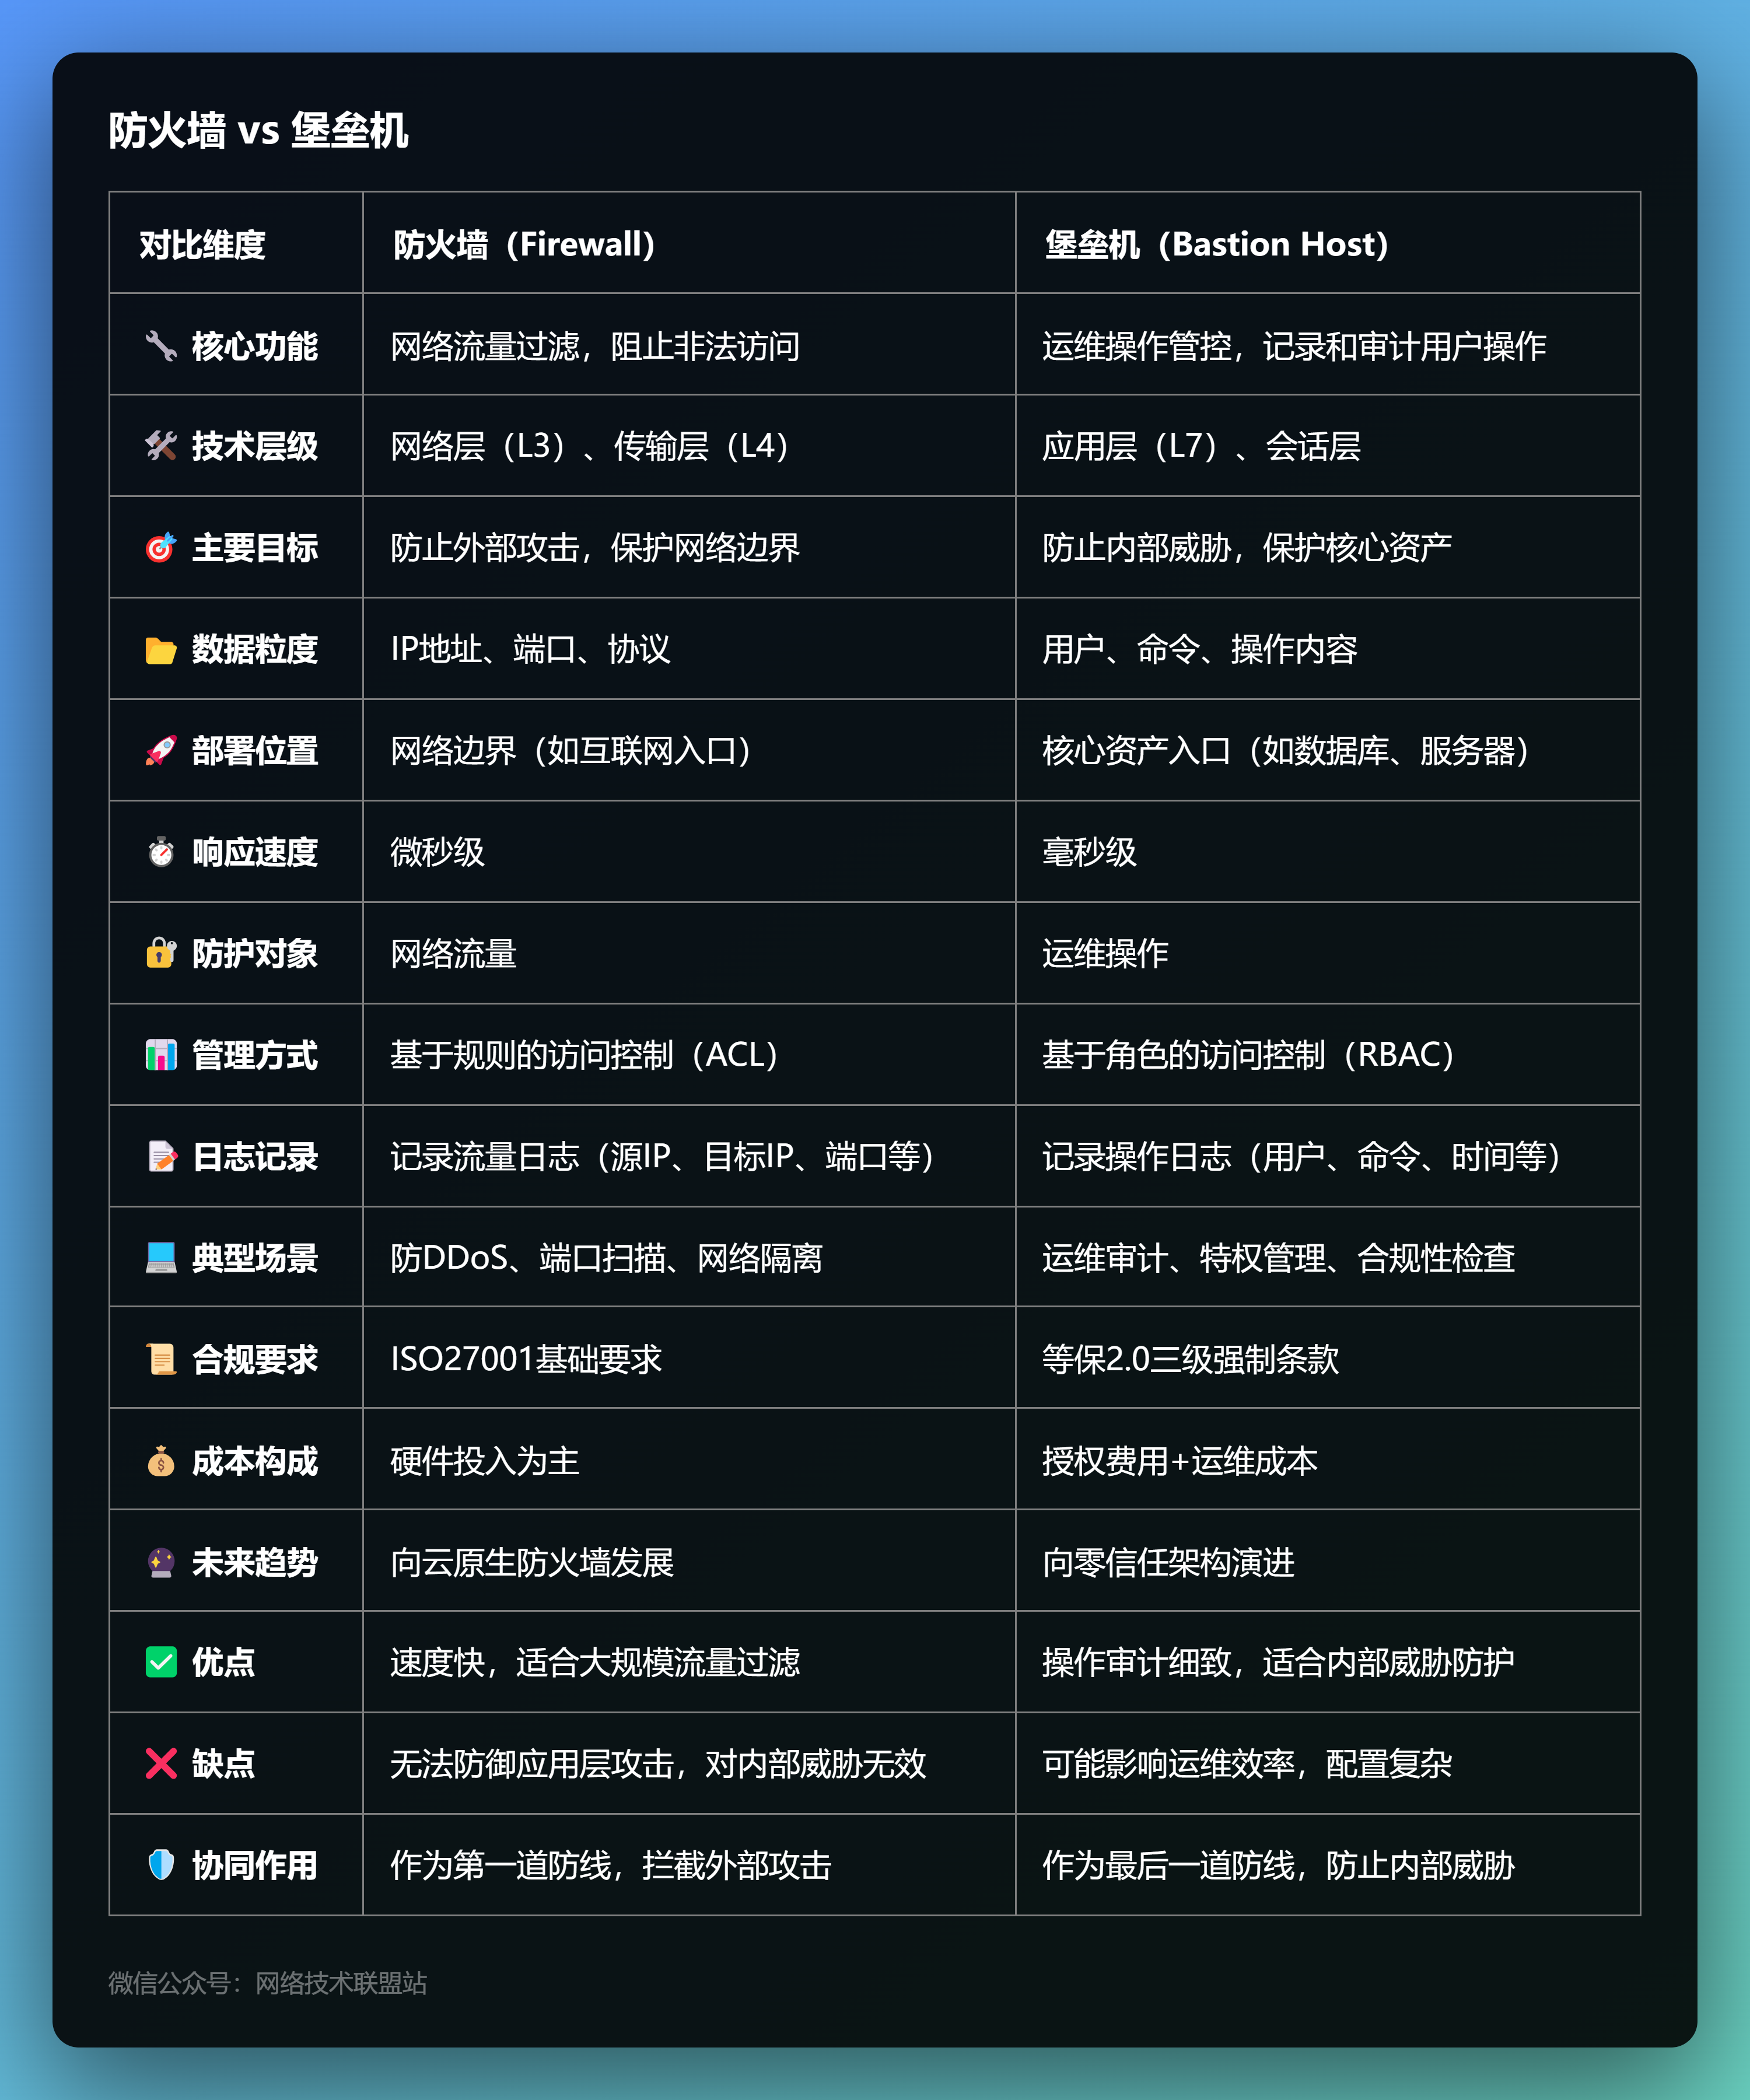 防火墙 vs 堡垒机
对比维度 防火墙（Firewall） 堡垒机（Bastion Host）
核心功能 网络流量过滤，阻止非法访问 运维操作管控，记录和审计用户操作
技术层级 网络层（L3）、传输层（L4） 应用层（L7）、会话层
主要目标 防止外部攻击，保护网络边界 防止内部威胁，保护核心资产
数据粒度 IP地址、端口、协议 用户、命令、操作内容
部署位置 网络边界（如互联网入口） 核心资产入口（如数据库、服务器）
响应速度 微秒级 毫秒级
防护对象 网络流量 运维操作
管理方式 基于规则的访问控制（ACL） 基于角色的访问控制（RBAC）
日志记录 记录流量日志（源IP、目标IP、端口等） 记录操作日志（用户、命令、时间等）
典型场景 防DDoS、端口扫描、网络隔离 运维审计、特权管理、合规性检查
合规要求 ISO27001基础要求 等保2.0三级强制条款
成本构成 硬件投入为主 授权费用+运维成本
未来趋势 向云原生防火墙发展 向零信任架构演进
优点 速度快，适合大规模流量过滤 操作审计细致，适合内部威胁防护
缺点 无法防御应用层攻击，对内部威胁无效 可能影响运维效率，配置复杂
协同作用 作为第一道防线，拦截外部攻击 作为最后一道防线，防止内部威胁
微信公众号：网络技术联盟站